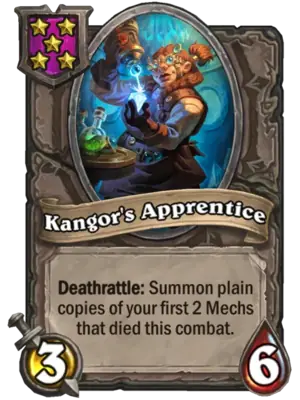 Kangor's Apprentice
Deathrattle: Summon plain
copies of your first 2 Mechs
that died this combat.
3
6